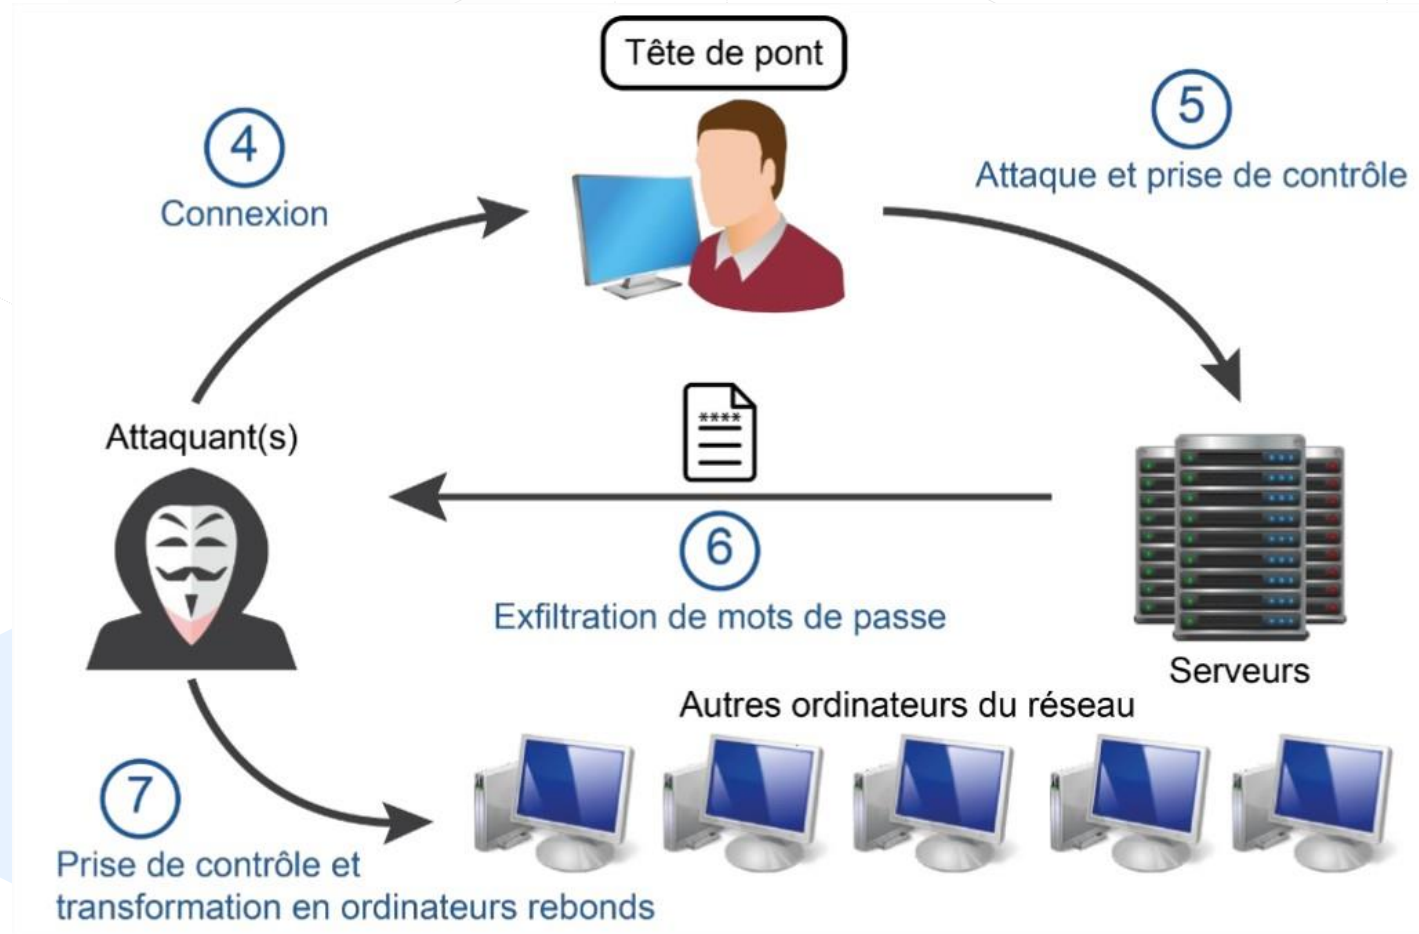 Tête de pont
4
Connexion
5
Attaque et prise de contrôle
Attaquant(s)
****
6
Exfiltration de mots de passe
Serveurs
Autres ordinateurs du réseau
7
Prise de contrôle et
transformation en ordinateurs rebonds